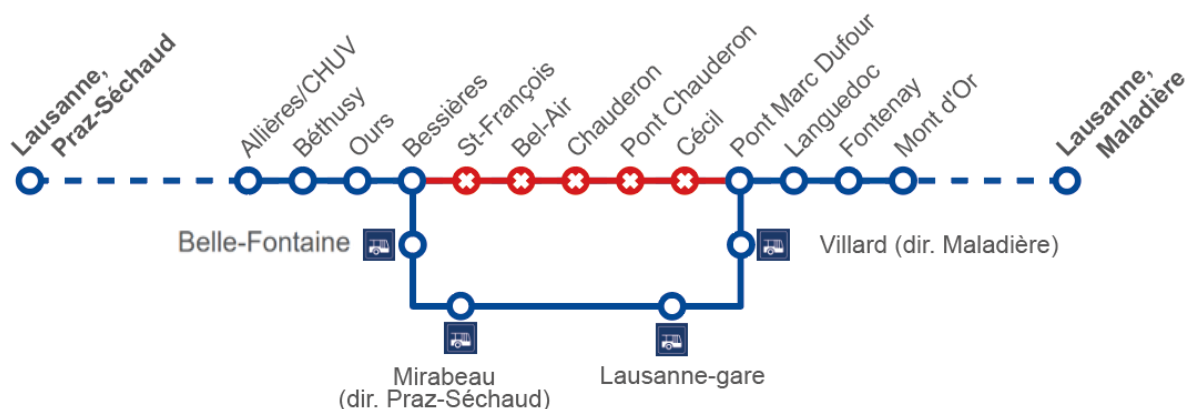 Lausanne,
Praz-Séchaud
Allières/CHUV
Béthusy
Ours
Bessières
St-François
Bel-Air
Chauderon
Pont Chauderon
Cécil
Pont Marc Dufour
Languedoc
Fontenay
Mont d'Or
Lausanne,
Maladière
Belle-Fontaine
Villard (dir. Maladière)
Mirabeau
(dir. Praz-Séchaud)
Lausanne-gare